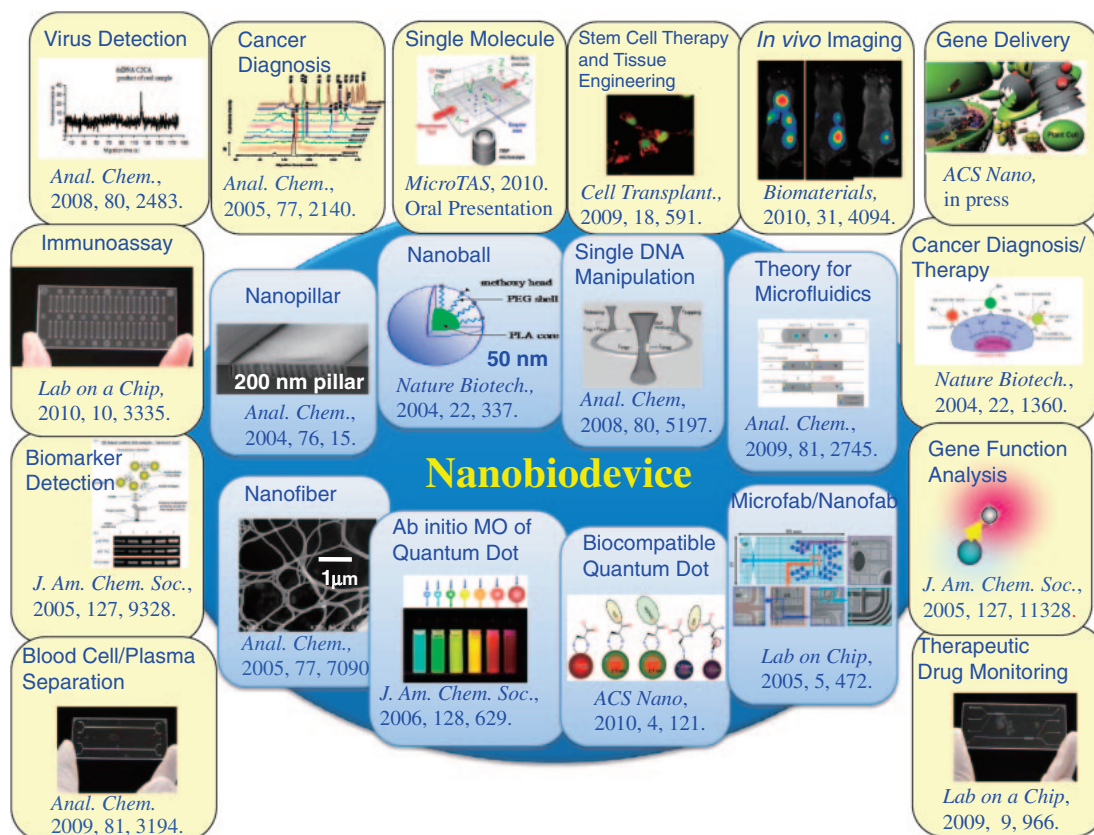 Virus Detection
dsDNA C2CA
product of real sample
Anal. Chem.,
2008, 80, 2483.
Cancer
Diagnosis
Anal. Chem.,
2005, 77, 2140.
Single Molecule
MicroTAS, 2010.
Oral Presentation
Stem Cell Therapy
and Tissue
Engineering
Cell Transplant.,
2009, 18, 591.
In vivo Imaging
Biomaterials,
2010, 31, 4094.
Gene Delivery
Plant Cell
ACS Nano,
in press
Immunoassay
Lab on a Chip,
2010, 10, 3335.
Nanopillar
200 nm pillar
Anal. Chem.,
2004, 76, 15.
Nanoball
methoxy head
PEG shell
PLA core
50 nm
Nature Biotech.,
2004, 22, 337.
Single DNA
Manipulation
Anal. Chem,
2008, 80, 5197.
Theory for
Microfluidics
Anal. Chem.,
2009, 81, 2745.
Cancer Diagnosis/
Therapy
Nature Biotech.,
2004, 22, 1360.
Nanobiodevice
Biomarker
Detection
J. Am. Chem. Soc.,
2005, 127, 9328.
Nanofiber
1μm
Anal. Chem.,
2005, 77, 7090
Ab initio MO of
Quantum Dot
J. Am. Chem. Soc.,
2006, 128, 629.
Biocompatible
Quantum Dot
ACS Nano,
2010, 4, 121.
Microfab/Nanofab
Lab on Chip,
2005, 5, 472.
Gene Function
Analysis
J. Am. Chem. Soc.,
2005, 127, 11328.
Blood Cell/Plasma
Separation
Anal. Chem.
2009, 81, 3194.
Therapeutic
Drug Monitoring
Lab on a Chip,
2009, 9, 966.